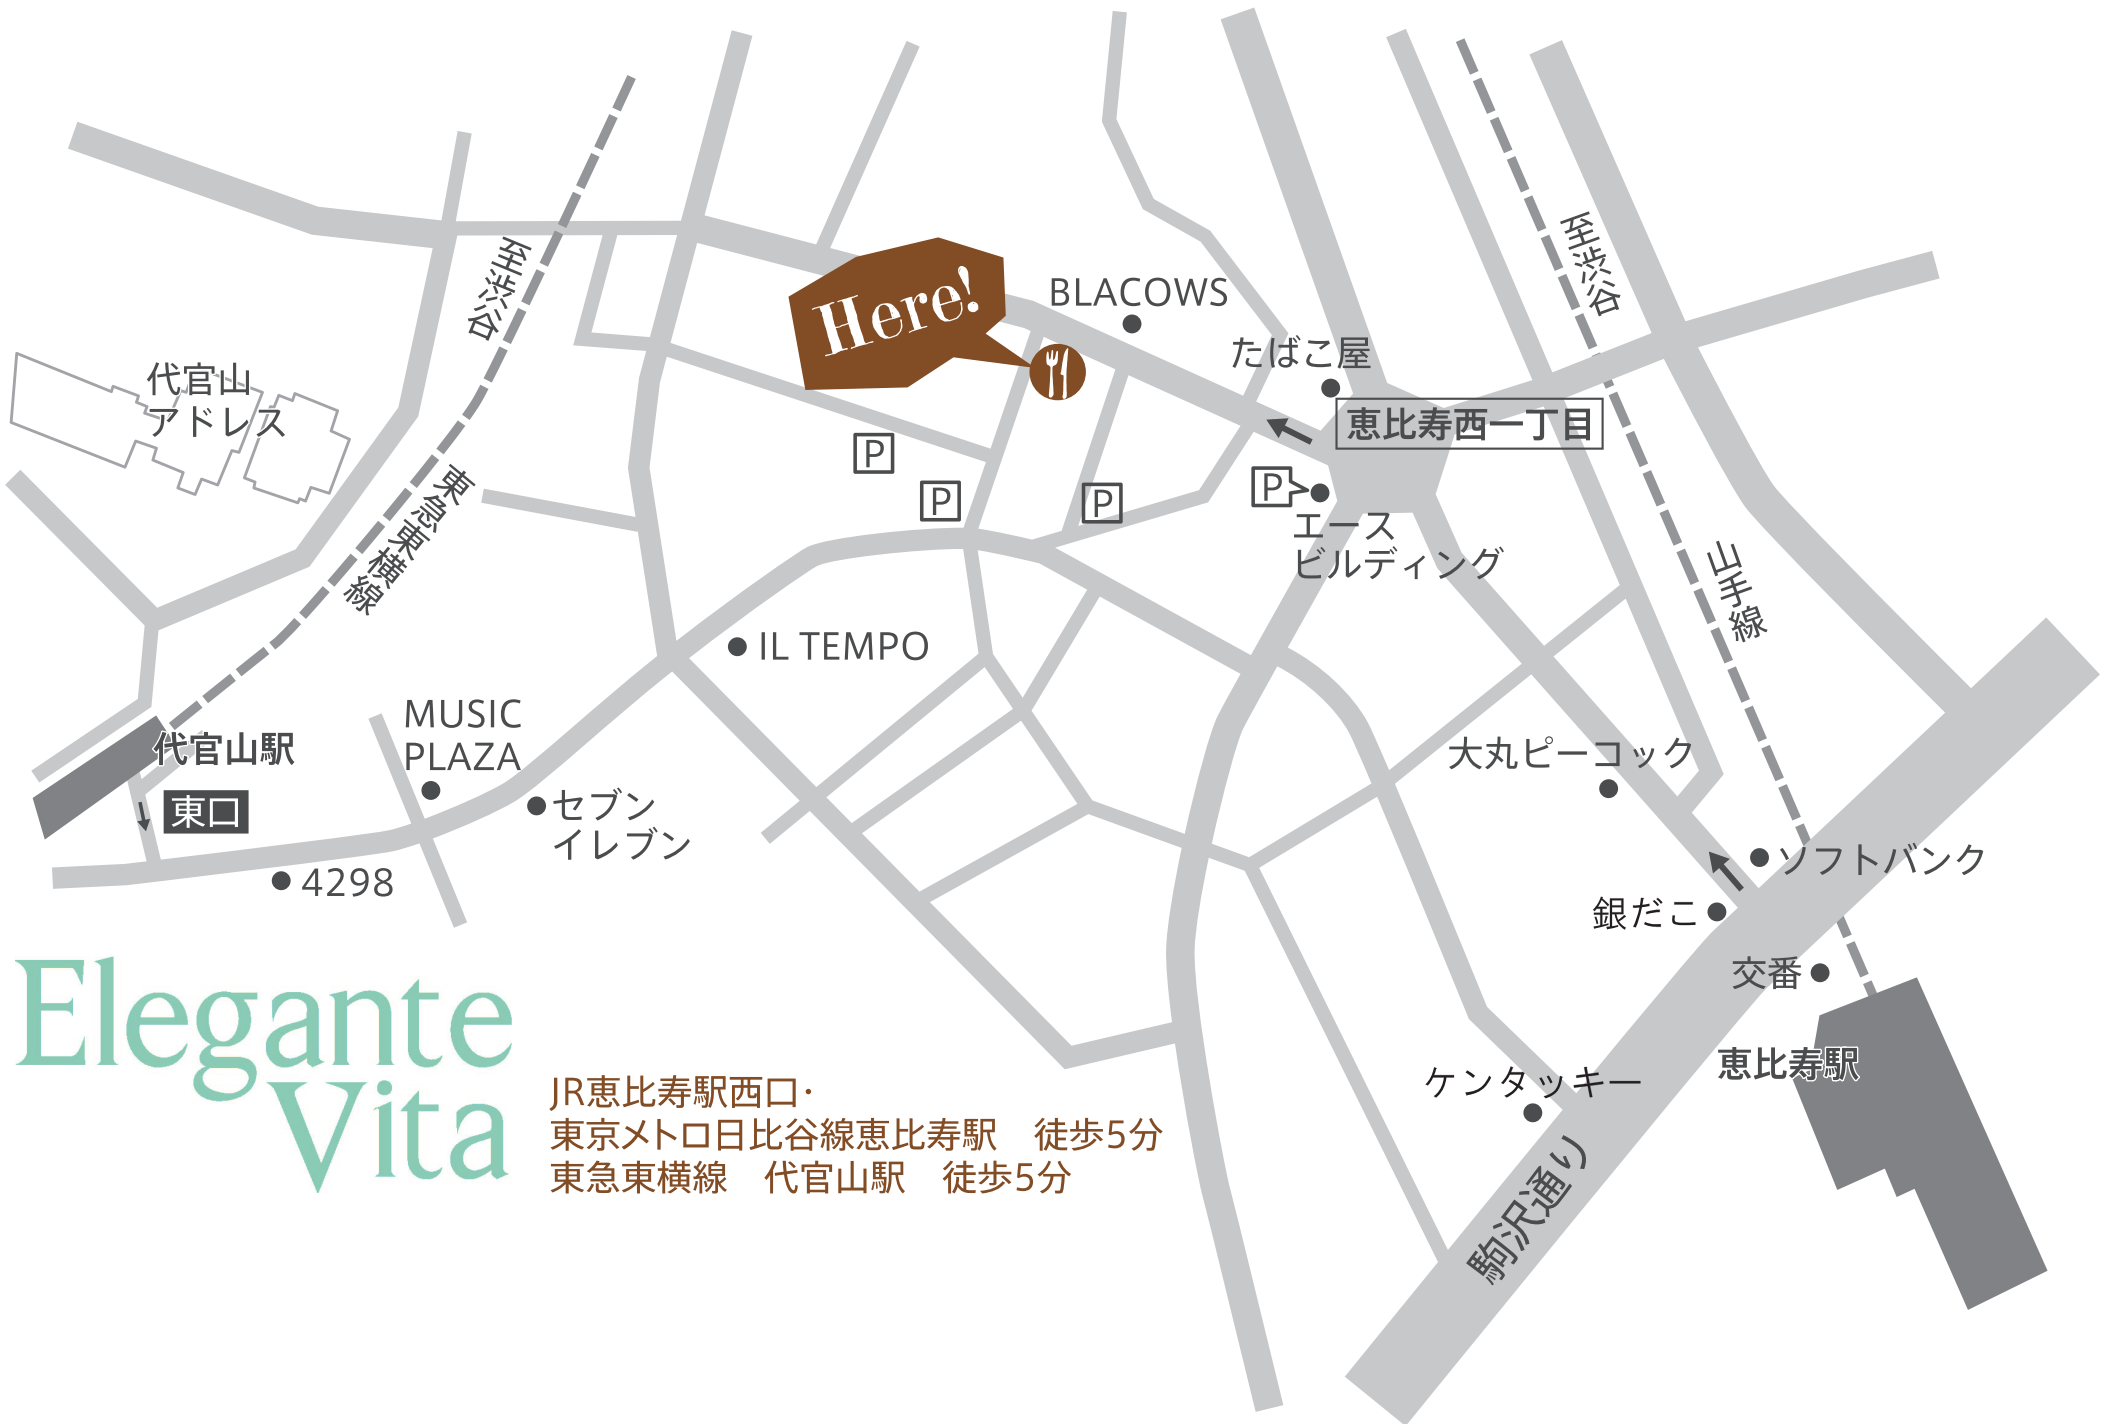 至渋谷
至渋谷
Here!
BLACOWS
たばこ屋
代官山
アドレス
恵比寿西一丁目
P
P
P
P
東急東横線
エース
ビルディング
山手線
IL TEMPO
MUSIC
PLAZA
代官山駅
大丸ピーコック
東口
セブン
イレブン
ソフトバンク
4298
銀だこ
交番
Elegante
Vita
恵比寿駅
ケンタッキー
駒沢通り
JR恵比寿駅西口・
東京メトロ日比谷線恵比寿駅　徒歩5分
東急東横線　代官山駅　徒歩5分